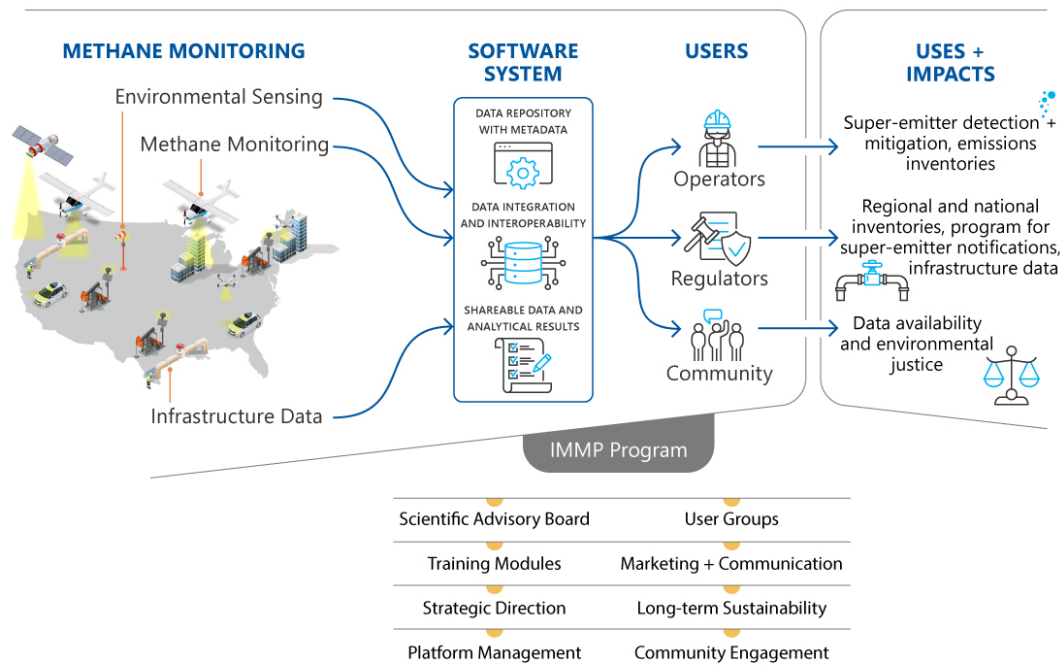 METHANE MONITORING
Environmental Sensing
Methane Monitoring
Infrastructure Data
SOFTWARE
SYSTEM
DATA REPOSITORY
WITH METADATA
DATA INTEGRATION
AND INTEROPERABILITY
SHAREABLE DATA AND
ANALYTICAL RESULTS
USERS
Operators
Regulators
Community
USES +
IMPACTS
Super-emitter detection +
mitigation, emissions
inventories
Regional and national
inventories, program for
super-emitter notifications,
infrastructure data
Data availability
and environmental
justice
IMMP Program
Scientific Advisory Board
User Groups
Training Modules
Marketing + Communication
Strategic Direction
Long-term Sustainability
Platform Management
Community Engagement